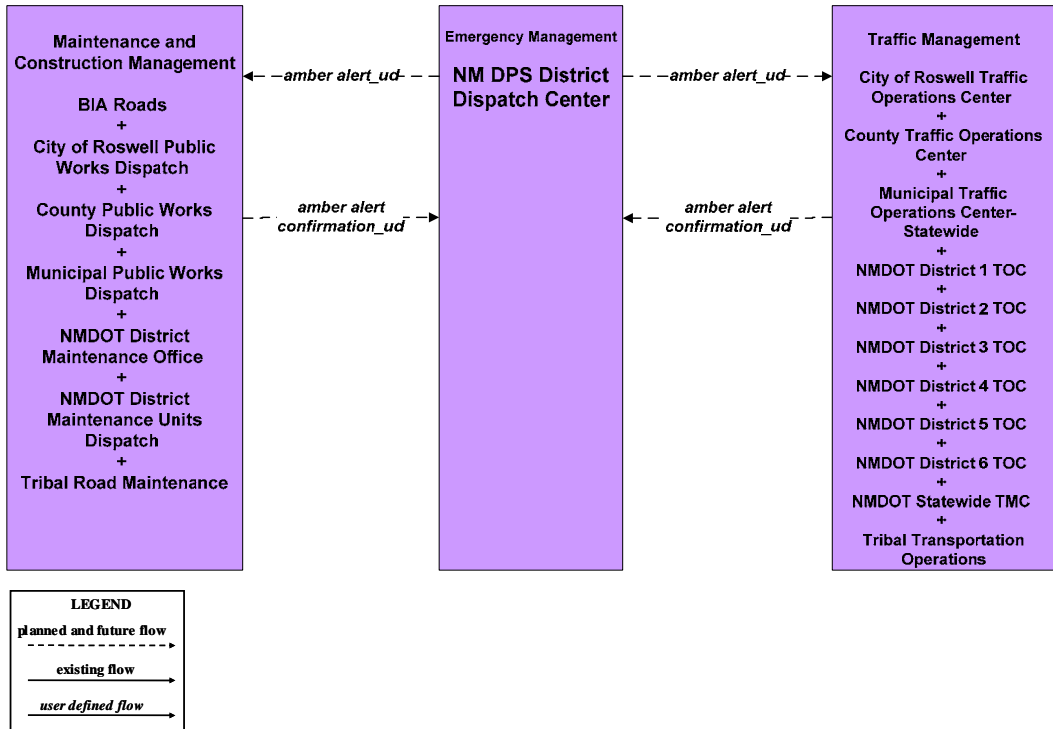 Maintenance and
Construction Management
BIA Roads
+
City of Roswell Public
Works Dispatch
+
County Public Works
Dispatch
+
Municipal Public Works
Dispatch
+
NMDOT District
Maintenance Office
+
NMDOT District
Maintenance Units
Dispatch
+
Tribal Road Maintenance
amber alert_ud
amber alert
confirmation_ud
Emergency Management
NM DPS District
Dispatch Center
amber alert_ud
amber alert
confirmation_ud
Traffic Management
City of Roswell Traffic
Operations Center
+
County Traffic Operations
Center
+
Municipal Traffic
Operations Center-
Statewide
+
NMDOT District 1 TOC
+
NMDOT District 2 TOC
+
NMDOT District 3 TOC
+
NMDOT District 4 TOC
+
NMDOT District 5 TOC
+
NMDOT District 6 TOC
+
NMDOT Statewide TMC
+
Tribal Transportation
Operations
LEGEND
planned and future flow
existing flow
user defined flow